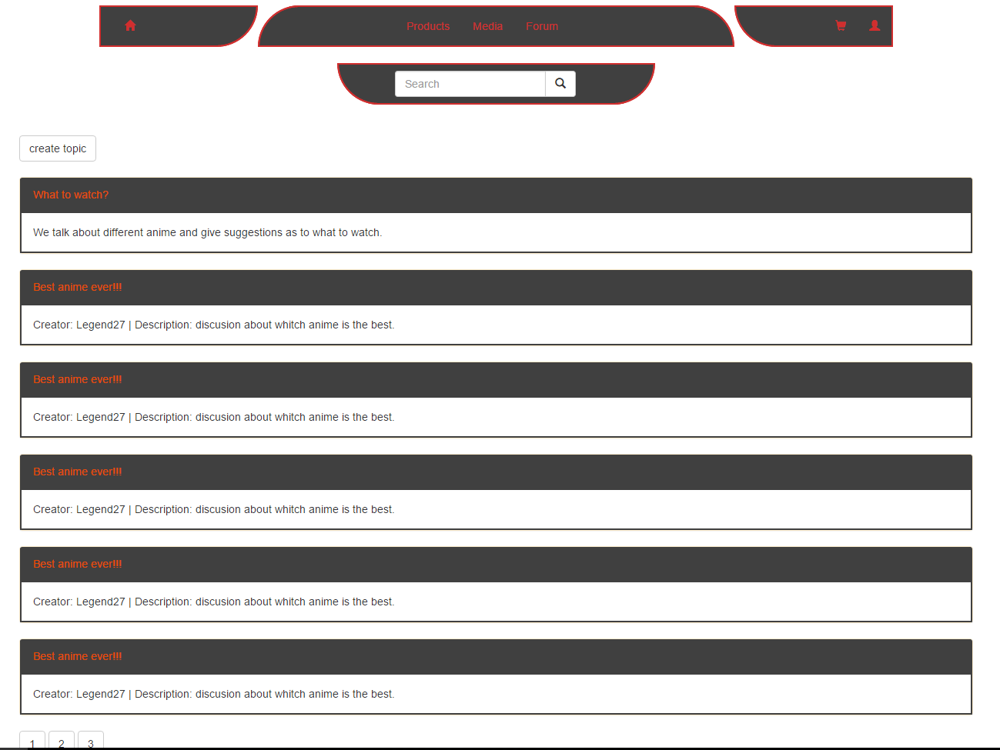 Products Media Forum
Search
create topic
What to watch?
We talk about different anime and give suggestions as to what to watch.
Best anime ever!!!
Creator: Legend27 | Description: discusion about whitch anime is the best.
Best anime ever!!!
Creator: Legend27 | Description: discusion about whitch anime is the best.
Best anime ever!!!
Creator: Legend27 | Description: discusion about whitch anime is the best.
Best anime ever!!!
Creator: Legend27 | Description: discusion about whitch anime is the best.
Best anime ever!!!
Creator: Legend27 | Description: discusion about whitch anime is the best.
1 2 3